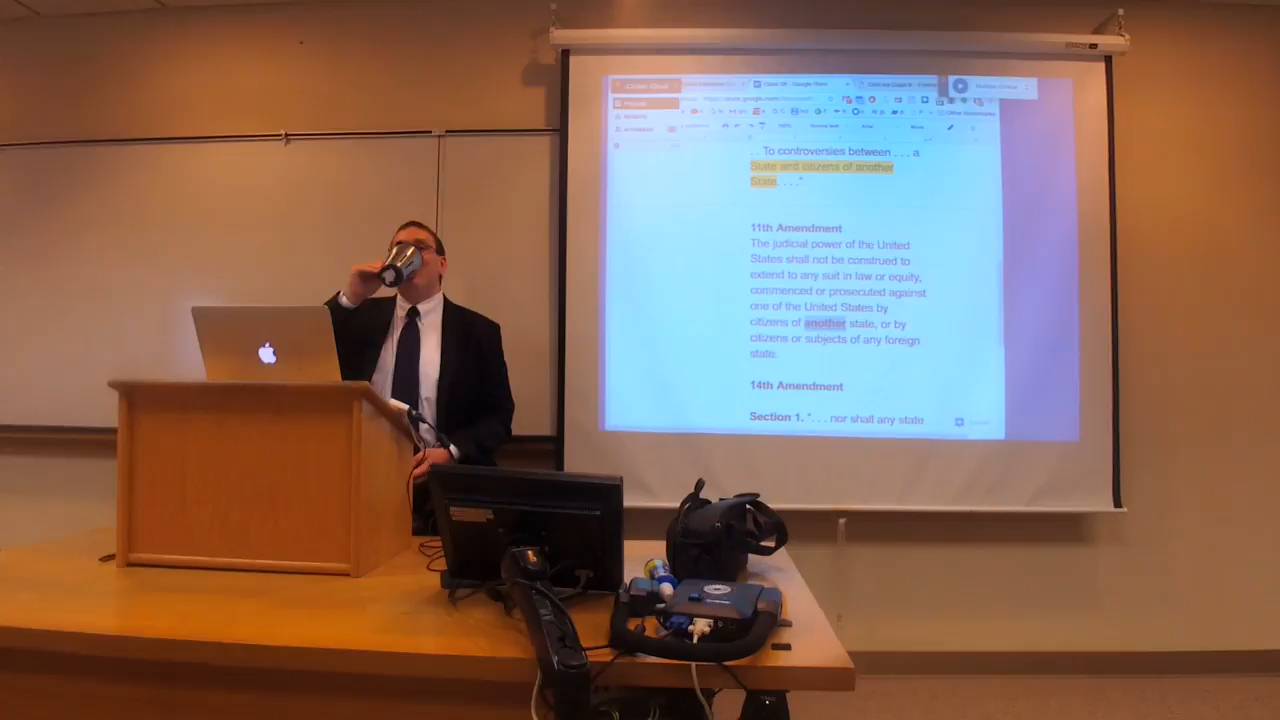 . . To controversies between . . . a
State and citizens of another
State. . . ."
11th Amendment
The judicial power of the United
States shall not be construed to
extend to any suit in law or equity,
commenced or prosecuted against
one of the United States by
citizens of another state, or by
citizens or subjects of any foreign
state.
14th Amendment
Section 1. ". . . nor shall any state